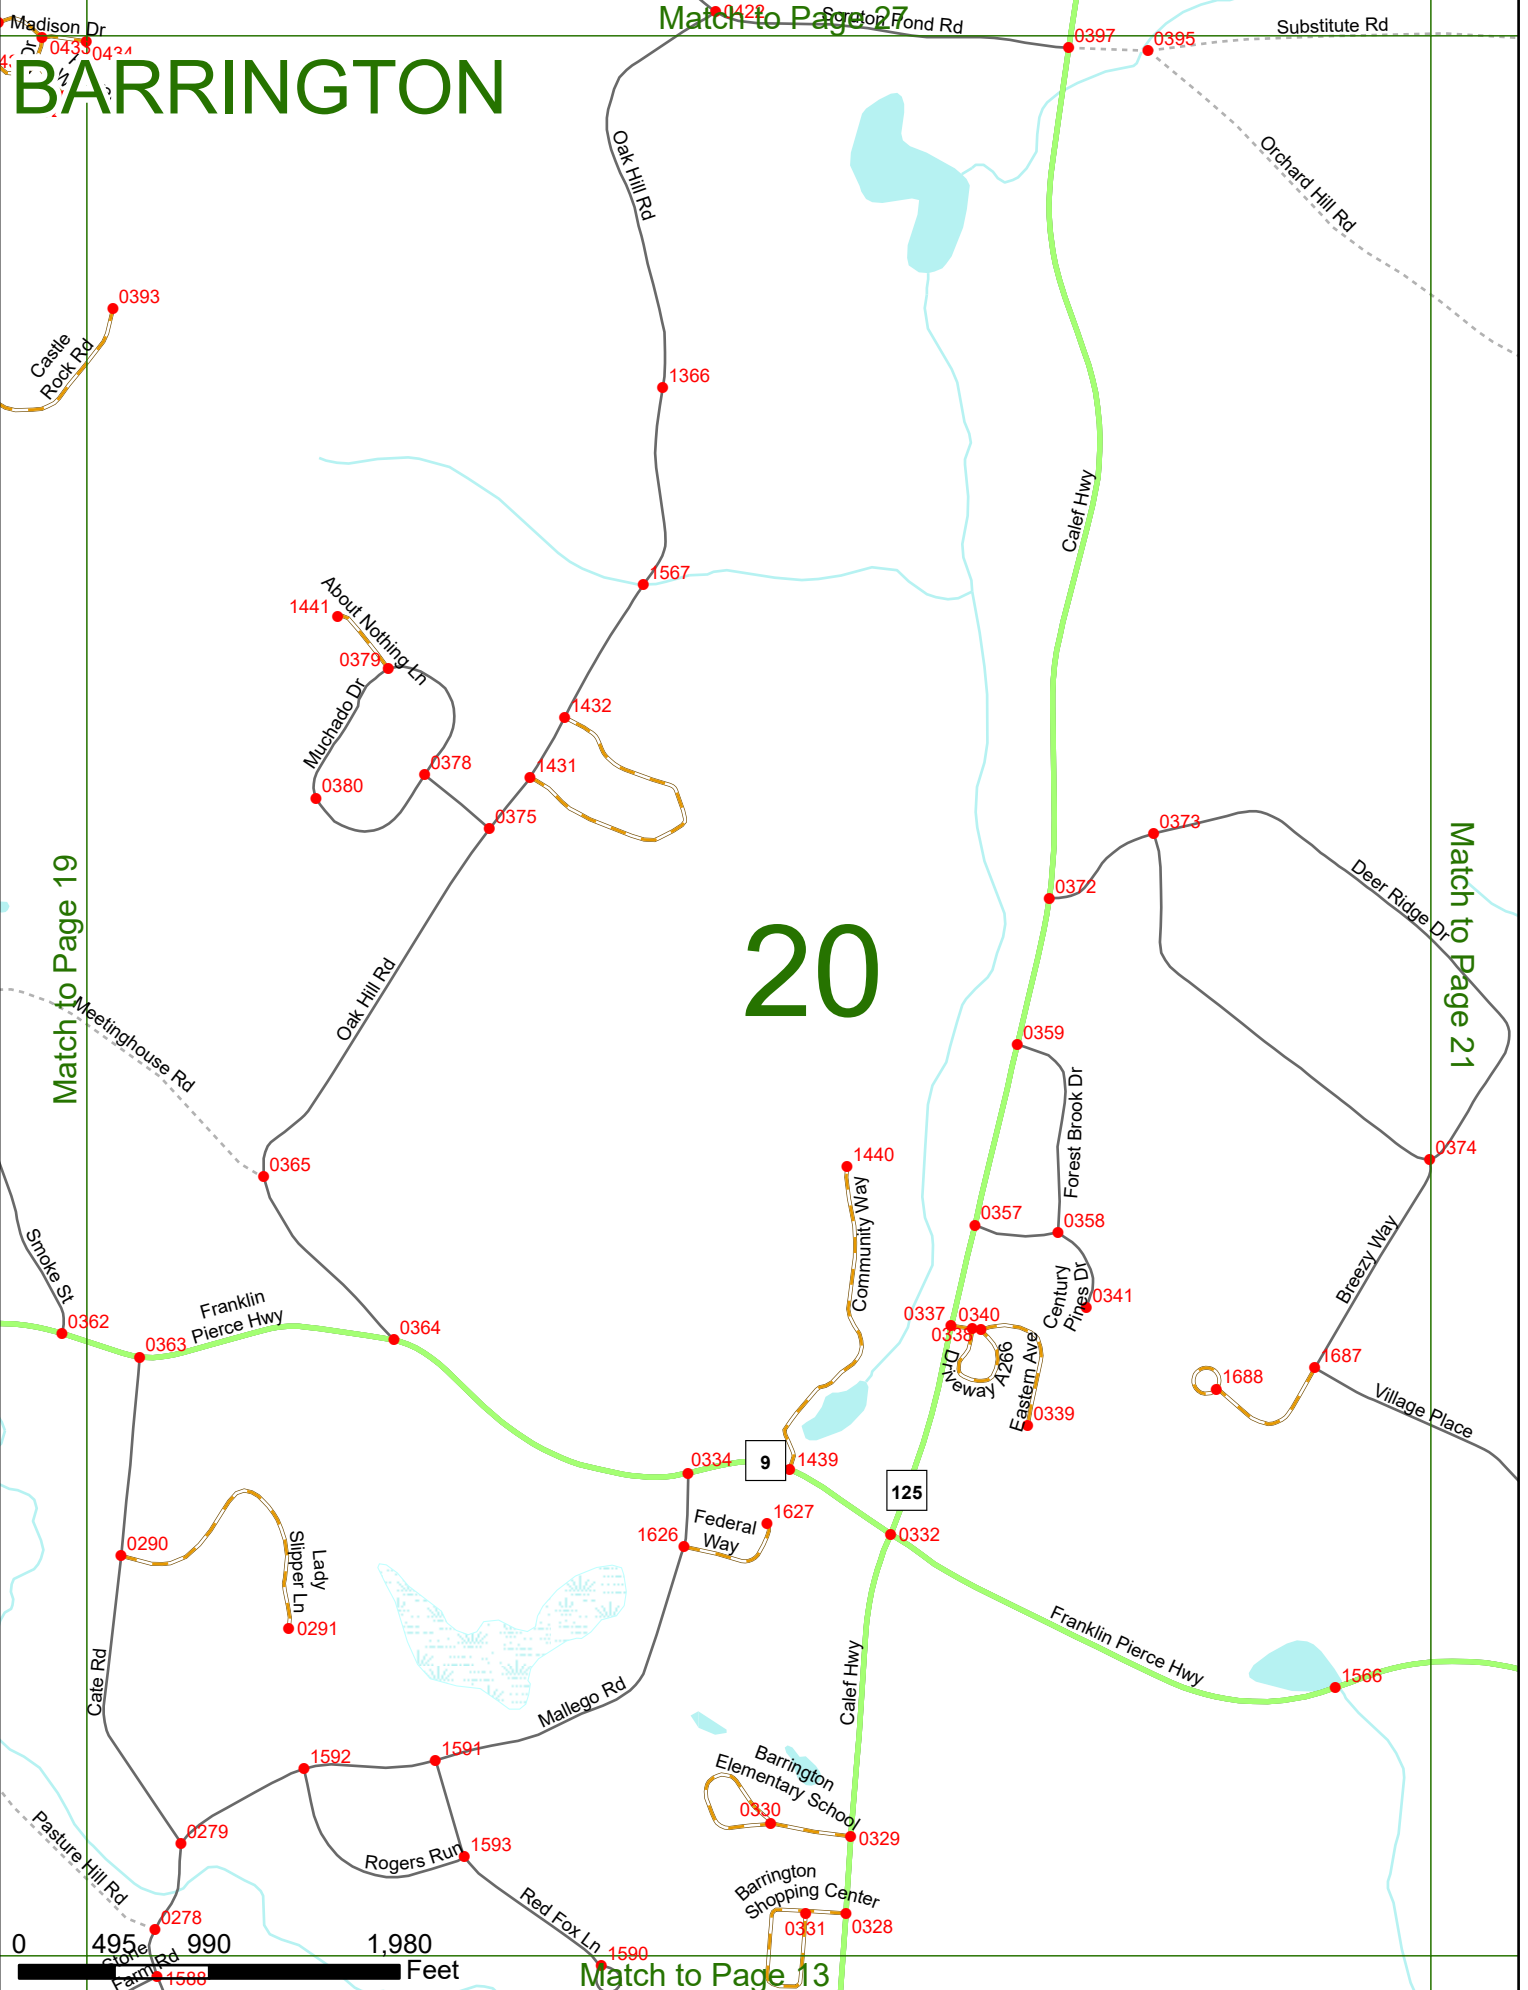 Match to Page 27
0422
Scruton Pond Rd
0397
0395
Substitute Rd
Madison Dr
0433
0434
Dr
BARRINGTON
Oak Hill Rd
Orchard Hill Rd
0393
Castle
Rock Rd
1366
Calef Hwy
1567
About Nothing Ln
1441
0379
Muchado Dr
1432
0378
1431
0380
0375
0373
0372
Deer Ridge Dr
Match to Page 19
Match to Page 21
20
Oak Hill Rd
Meetinghouse Rd
0359
Forest Brook Dr
0374
0365
1440
Community Way
0357
0358
Smoke St
Breezy Way
Century
Pines Dr
0341
Franklin
Pierce Hwy
0362
0363
0364
0337
0340
0338
Driveway A266
Eastern Ave
0339
1687
1688
Village Place
0334
9
1439
125
1627
Federal
Way
1626
0332
0290
Lady
Slipper Ln
0291
Franklin Pierce Hwy
1566
Cate Rd
Mallego Rd
Calef Hwy
1592
1591
Barrington
Elementary School
0330
0329
Pasture Hill Rd
0279
Rogers Run
1593
Red Fox Ln
Barrington
Shopping Center
0331
0328
0278
0
495
990
1,980
Feet
Stone
Farm Rd
1588
1590
Match to Page 13